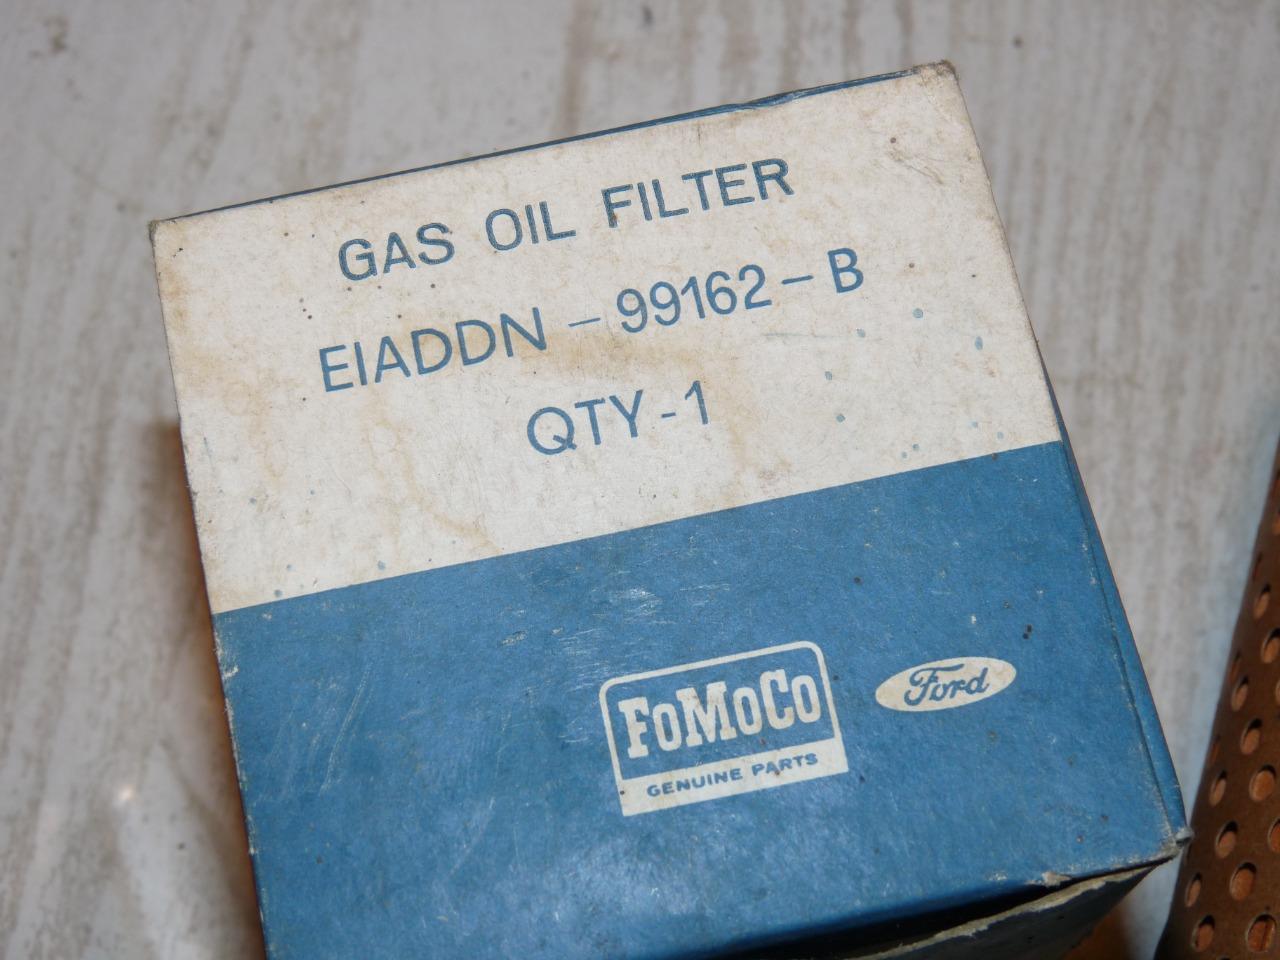 GAS OIL FILTER
EIADDN-99162-B
QTY-1
FoMoCo
GENUINE PARTS
Ford